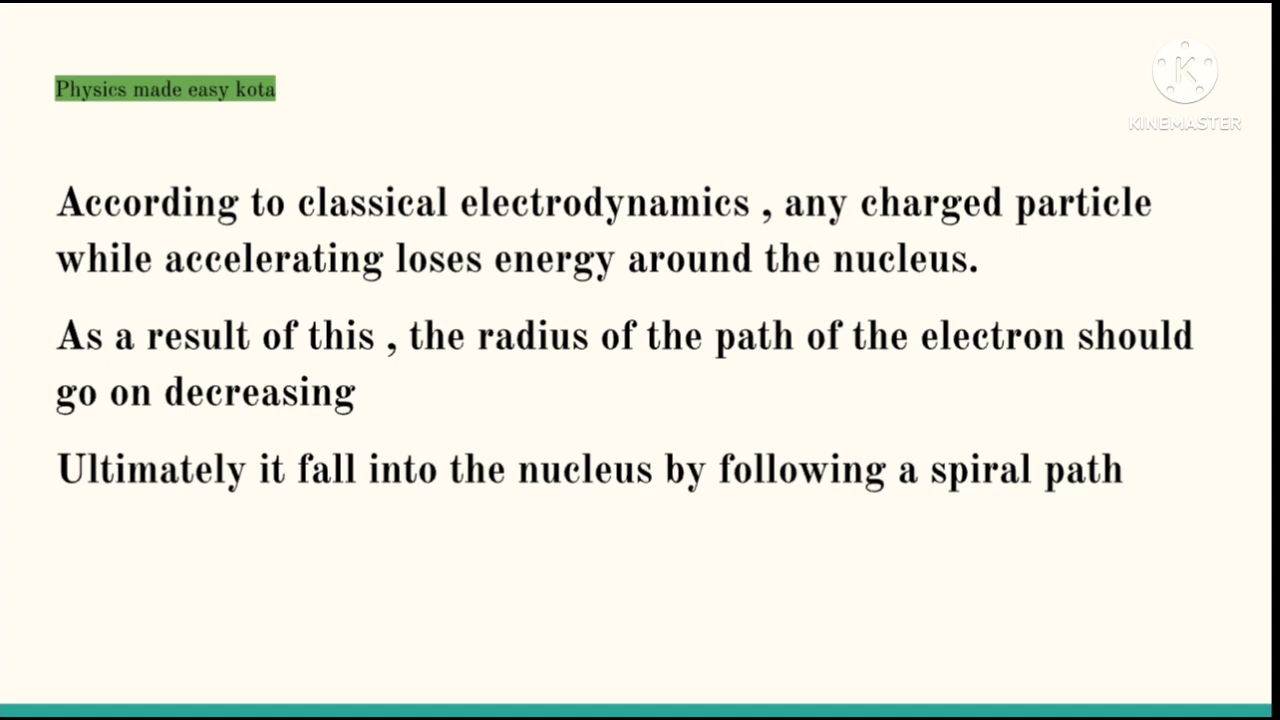 Physics made easy kota
KINEMASTER
According to classical electrodynamics , any charged particle
while accelerating loses energy around the nucleus.
As a result of this , the radius of the path of the electron should
go on decreasing
Ultimately it fall into the nucleus by following a spiral path